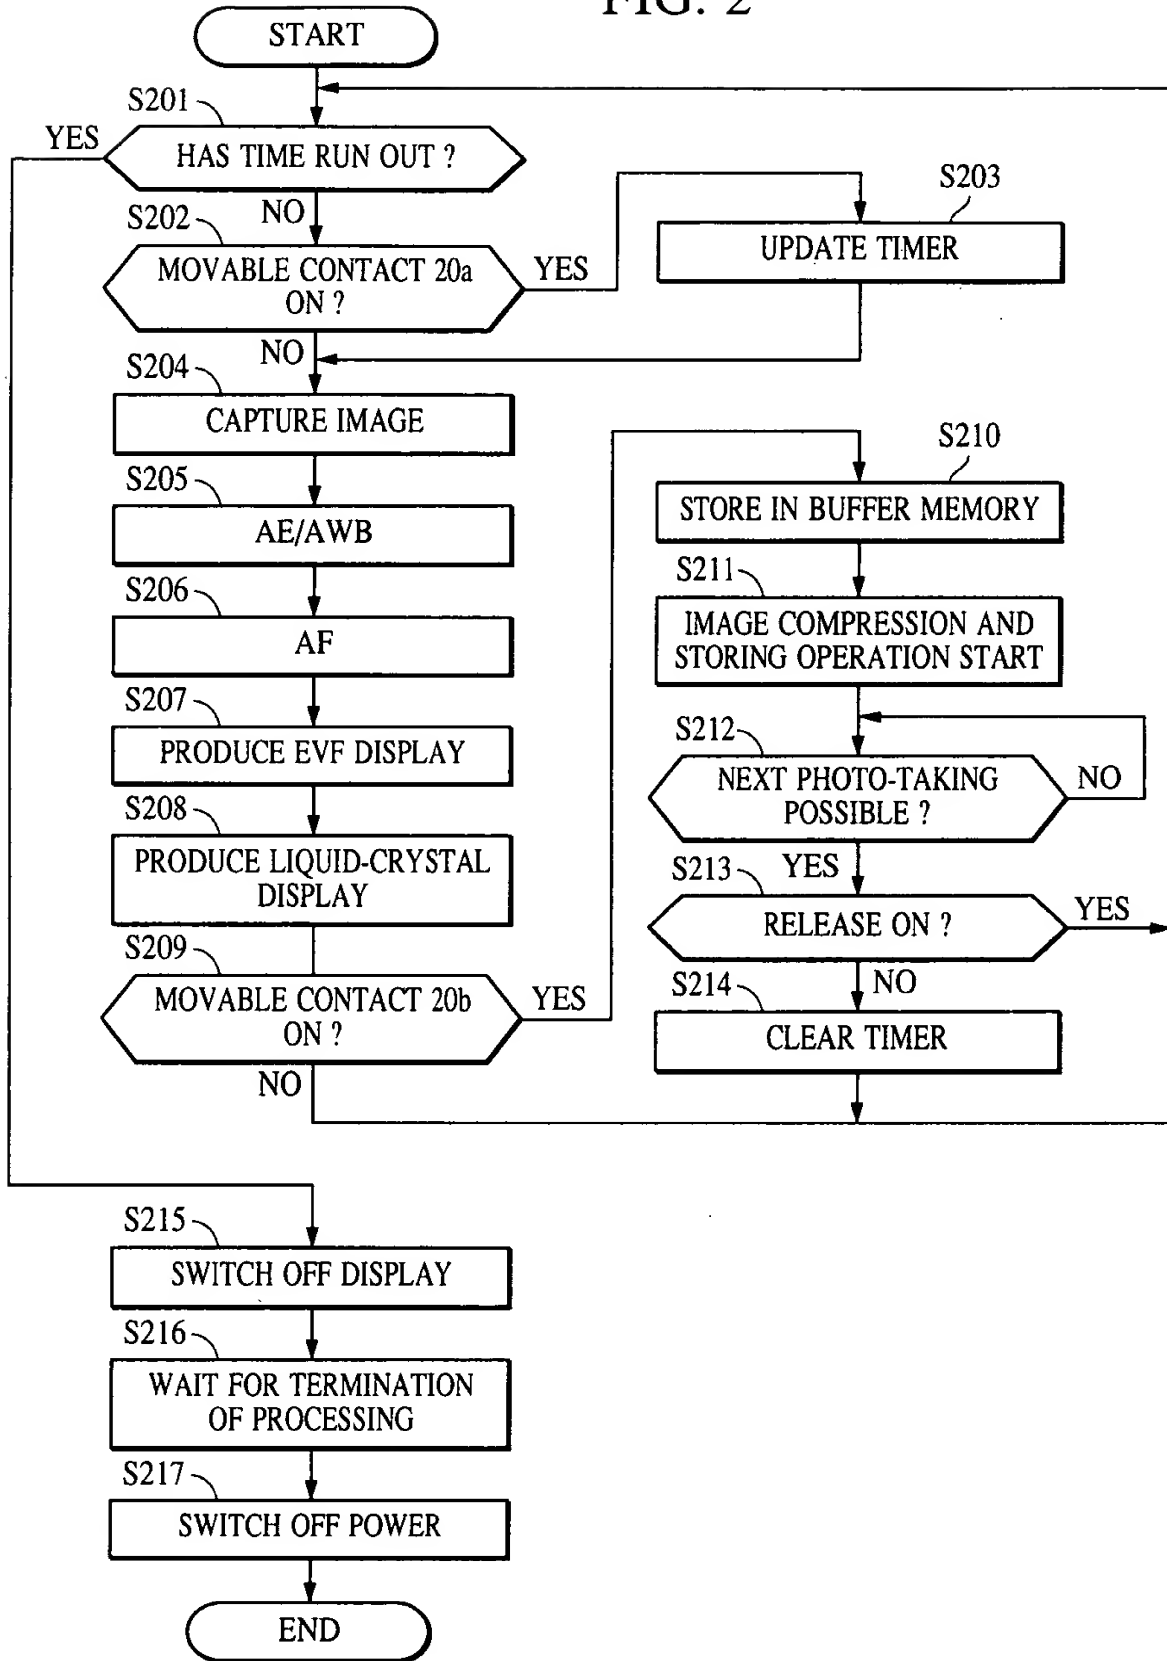 FIG. 2
START
S201
YES
HAS TIME RUN OUT ?
NO
S202
MOVABLE CONTACT 20a
ON ?
YES
S203
UPDATE TIMER
NO
S204
CAPTURE IMAGE
S205
AE/AWB
S206
AF
S207
PRODUCE EVF DISPLAY
S208
PRODUCE LIQUID-CRYSTAL
DISPLAY
S209
MOVABLE CONTACT 20b
ON ?
YES
NO
S210
STORE IN BUFFER MEMORY
S211
IMAGE COMPRESSION AND
STORING OPERATION START
S212
NEXT PHOTO-TAKING
POSSIBLE ?
NO
YES
S213
RELEASE ON ?
YES
NO
S214
CLEAR TIMER
S215
SWITCH OFF DISPLAY
S216
WAIT FOR TERMINATION
OF PROCESSING
S217
SWITCH OFF POWER
END